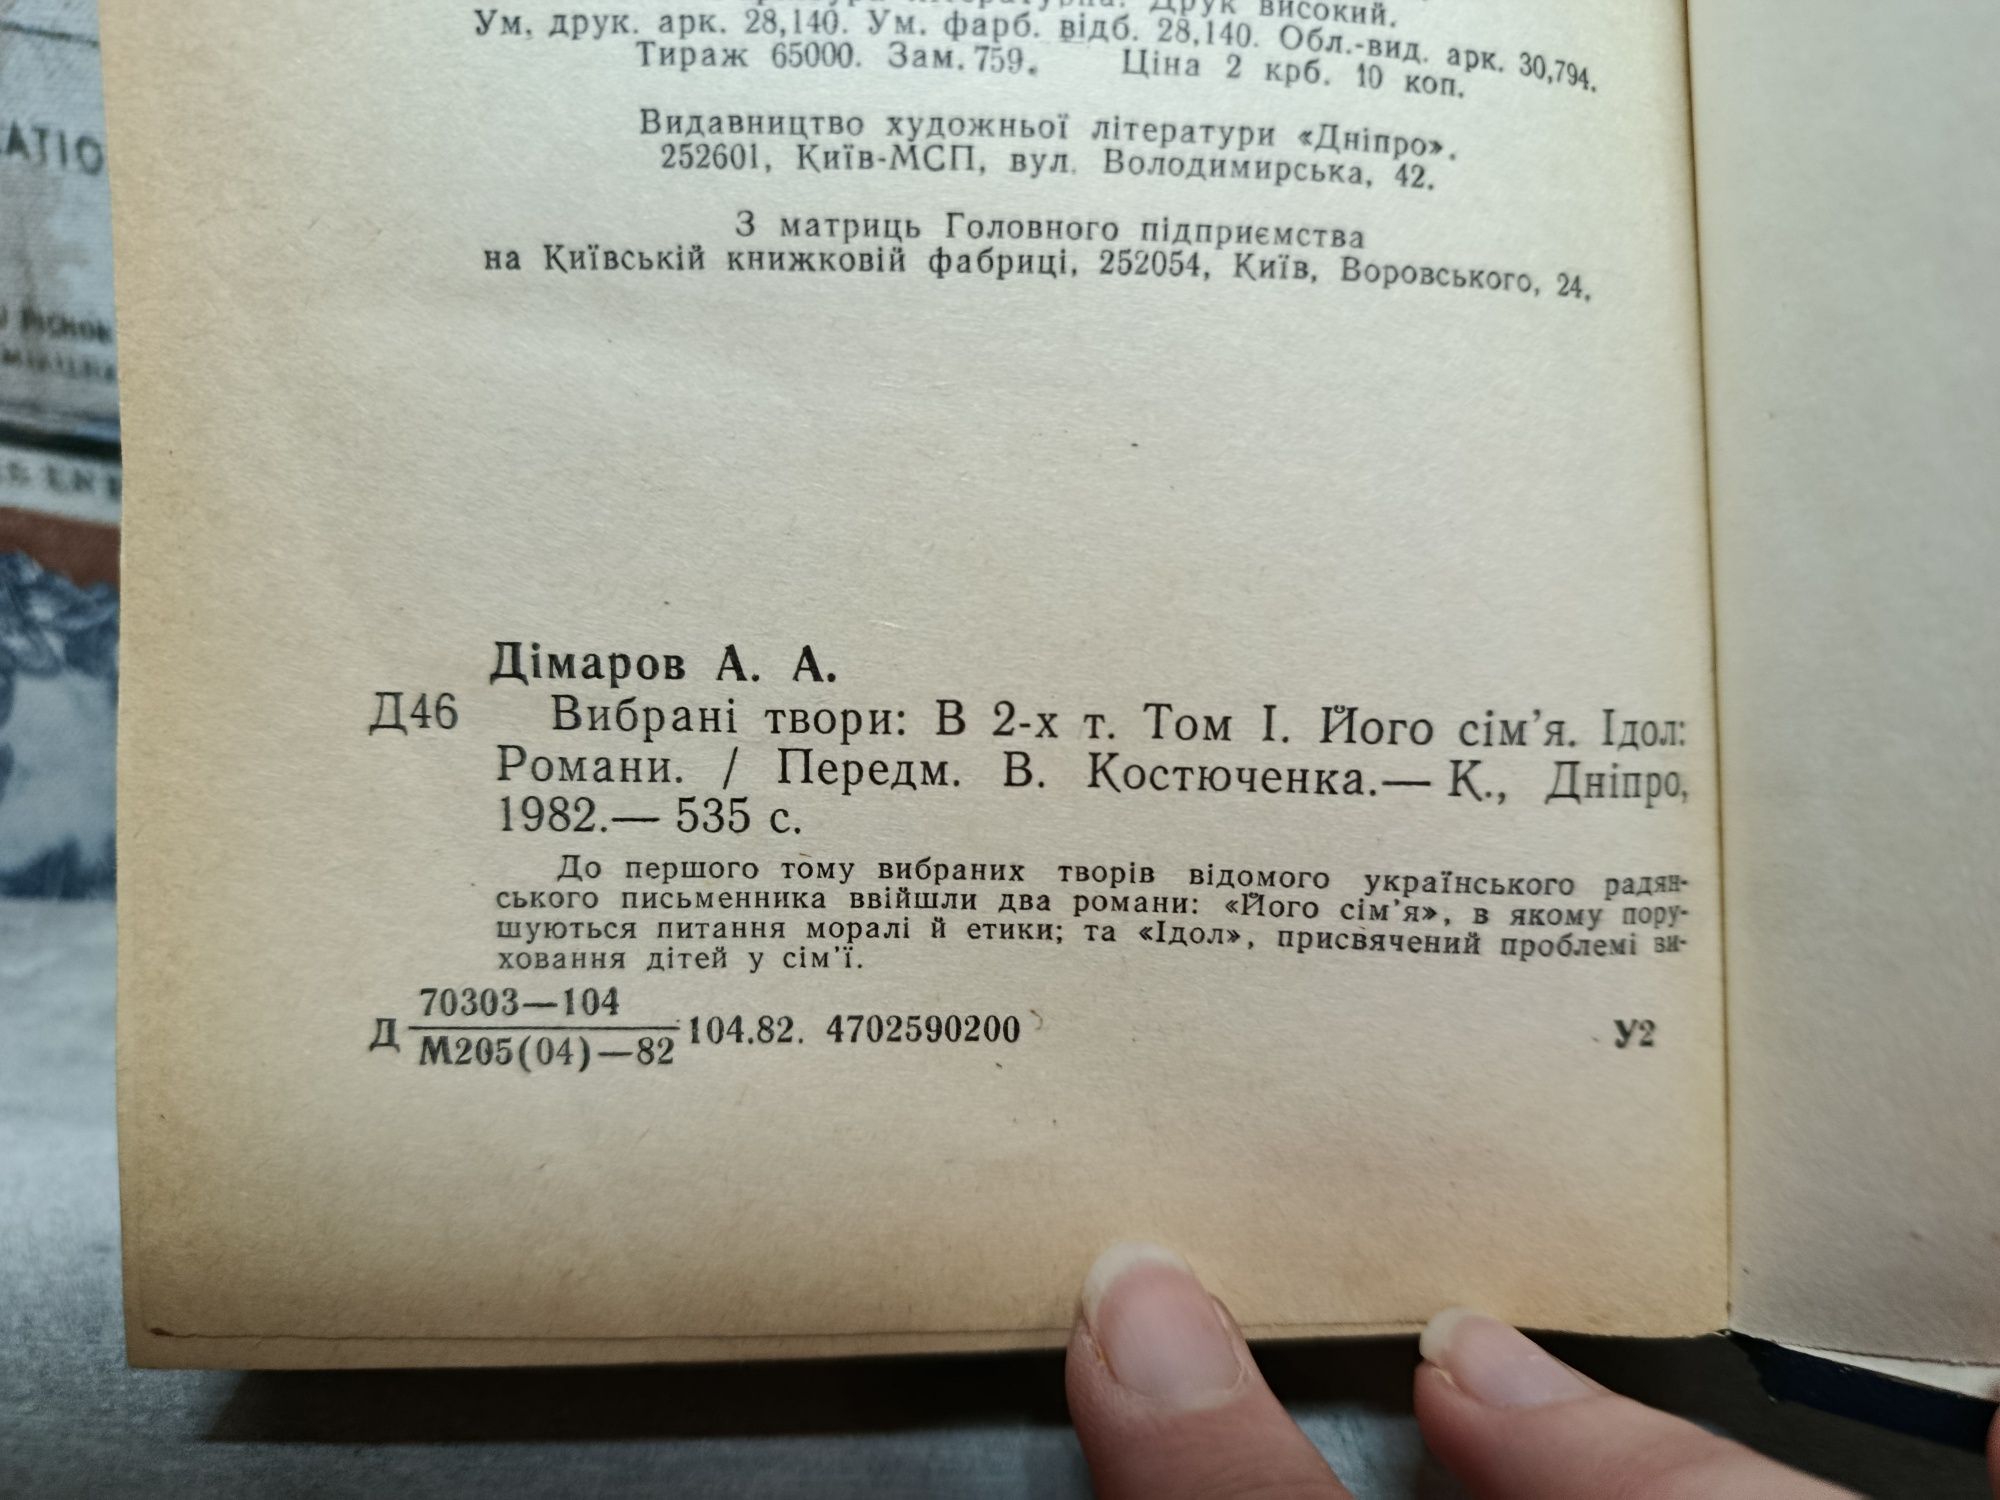 літературна. Друк високий.
Ум. друк. арк. 28,140. Ум. фарб. відб. 28,140. Обл.-вид. арк. 30,794.
Тираж 65000. Зам. 759. Ціна 2 крб. 10 коп.
Видавництво художньої літератури «Дніпро».
252601, Київ-МСП, вул. Володимирська, 42.
З матриць Головного підприємства
на Київській книжковій фабриці, 252054, Київ, Воровського, 24.
Дімаров А. А.
Д46 Вибрані твори: В 2-х т. Том І. Його сім’я. Ідол:
Романи. / Передм. В. Костюченка.— К., Дніпро,
1982.— 535 с.
До першого тому вибраних творів відомого українського радян-
ського письменника ввійшли два романи: «Його сім’я», в якому пору-
шуються питання моралі й етики; та «Ідол», присвячений проблемі ви-
ховання дітей у сім’ї.
70303—104
Д 104.82. 4702590200 У2
М205(04)—82